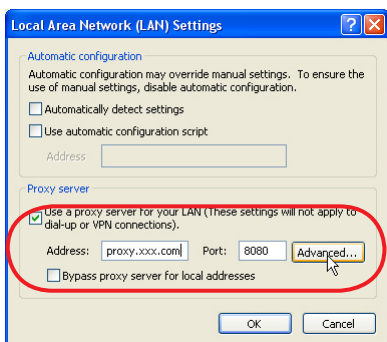 Local Area Network (LAN) Settings
Automatic configuration
Automatic configuration may override manual settings. To ensure the
use of manual settings, disable automatic configuration.
Automatically detect settings
Use automatic configuration script
Address
Proxy server
Use a proxy server for your LAN (These settings will not apply to
dial-up or VPN connections).
Address: proxy.xxx.com Port: 8080 Advanced...
Bypass proxy server for local addresses
OK Cancel